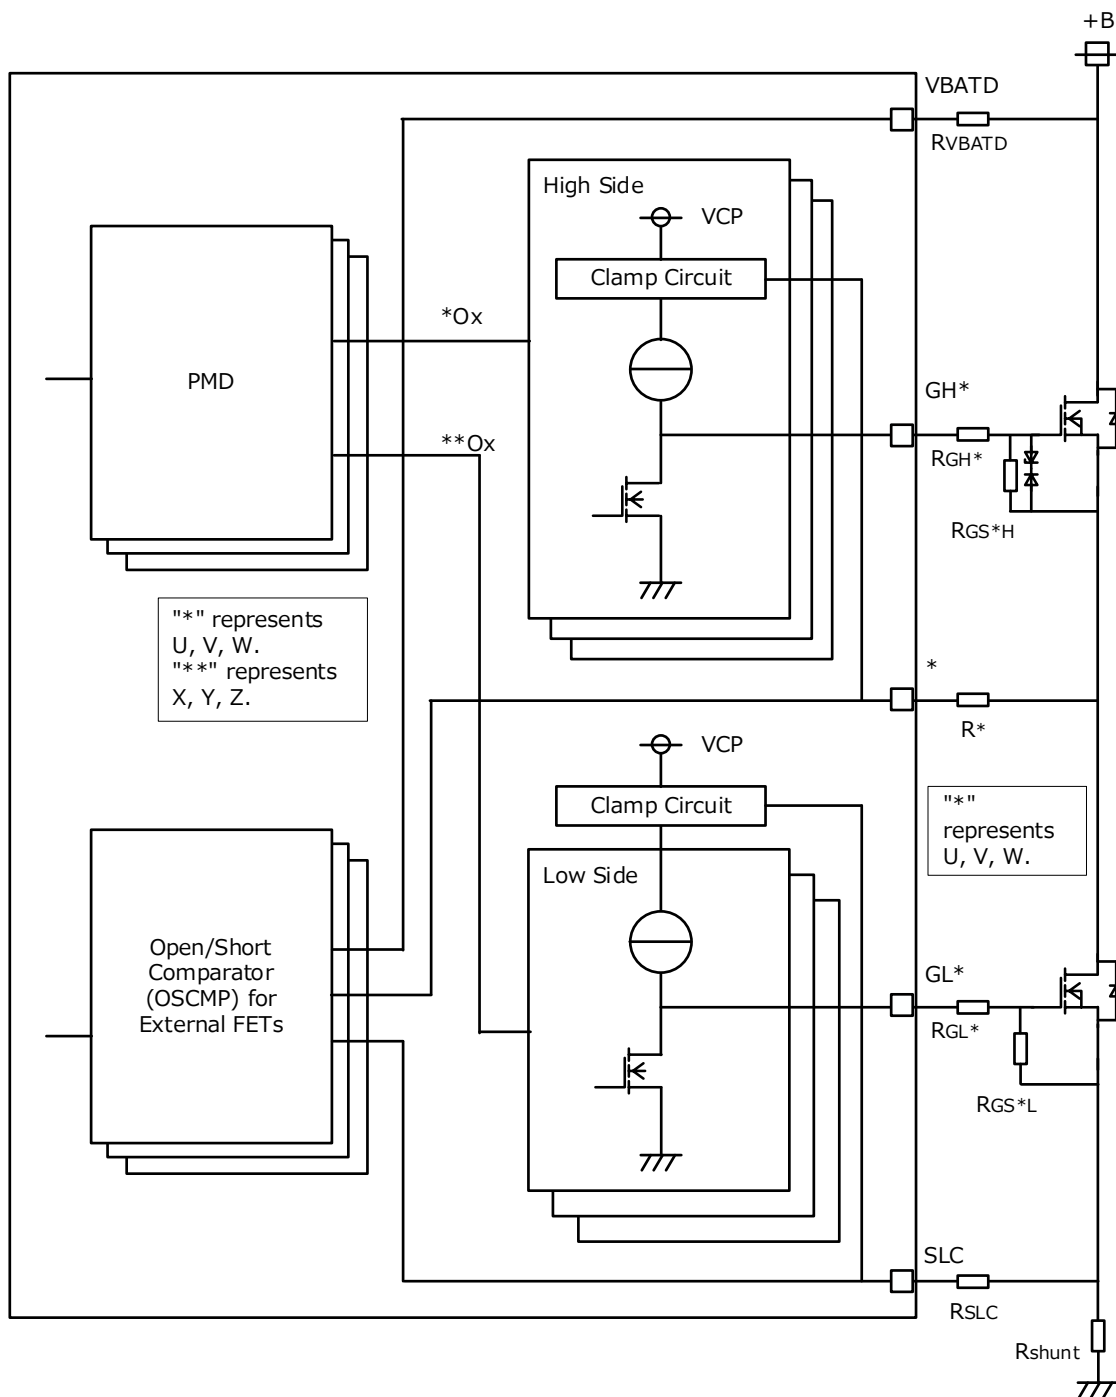 +B
VBATD
RVBATD
High Side
VCP
Clamp Circuit
*Ox
PMD
GH*
**Ox
RGH*
RGS*H
"*" represents
U, V, W.
"**" represents
X, Y, Z.
*
R*
VCP
Clamp Circuit
"*"
represents
U, V, W.
Low Side
Open/Short
Comparator
(OSCMP) for
External FETs
GL*
RGL*
RGS*L
SLC
RSLC
Rshunt